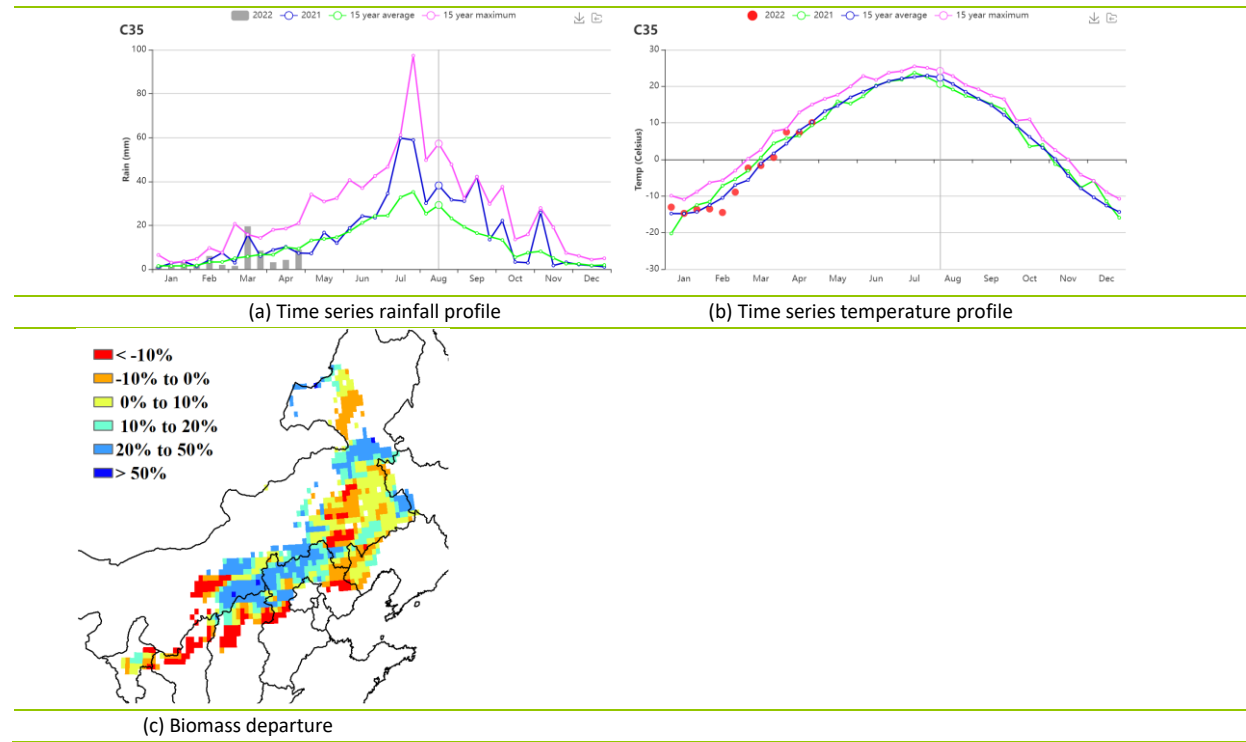 2022 2021 15 year average 15 year maximum
C35
100
80
60
40
20
0
Rain (mm)
Jan Feb Mar Apr May Jun Jul Aug Sep Oct Nov Dec
2022 2021 15 year average 15 year maximum
C35
30
20
10
0
-10
-20
-30
Temp (Celsius)
Jan Feb Mar Apr May Jun Jul Aug Sep Oct Nov Dec
(a) Time series rainfall profile
(b) Time series temperature profile
< -10%
-10% to 0%
0% to 10%
10% to 20%
20% to 50%
> 50%
(c) Biomass departure